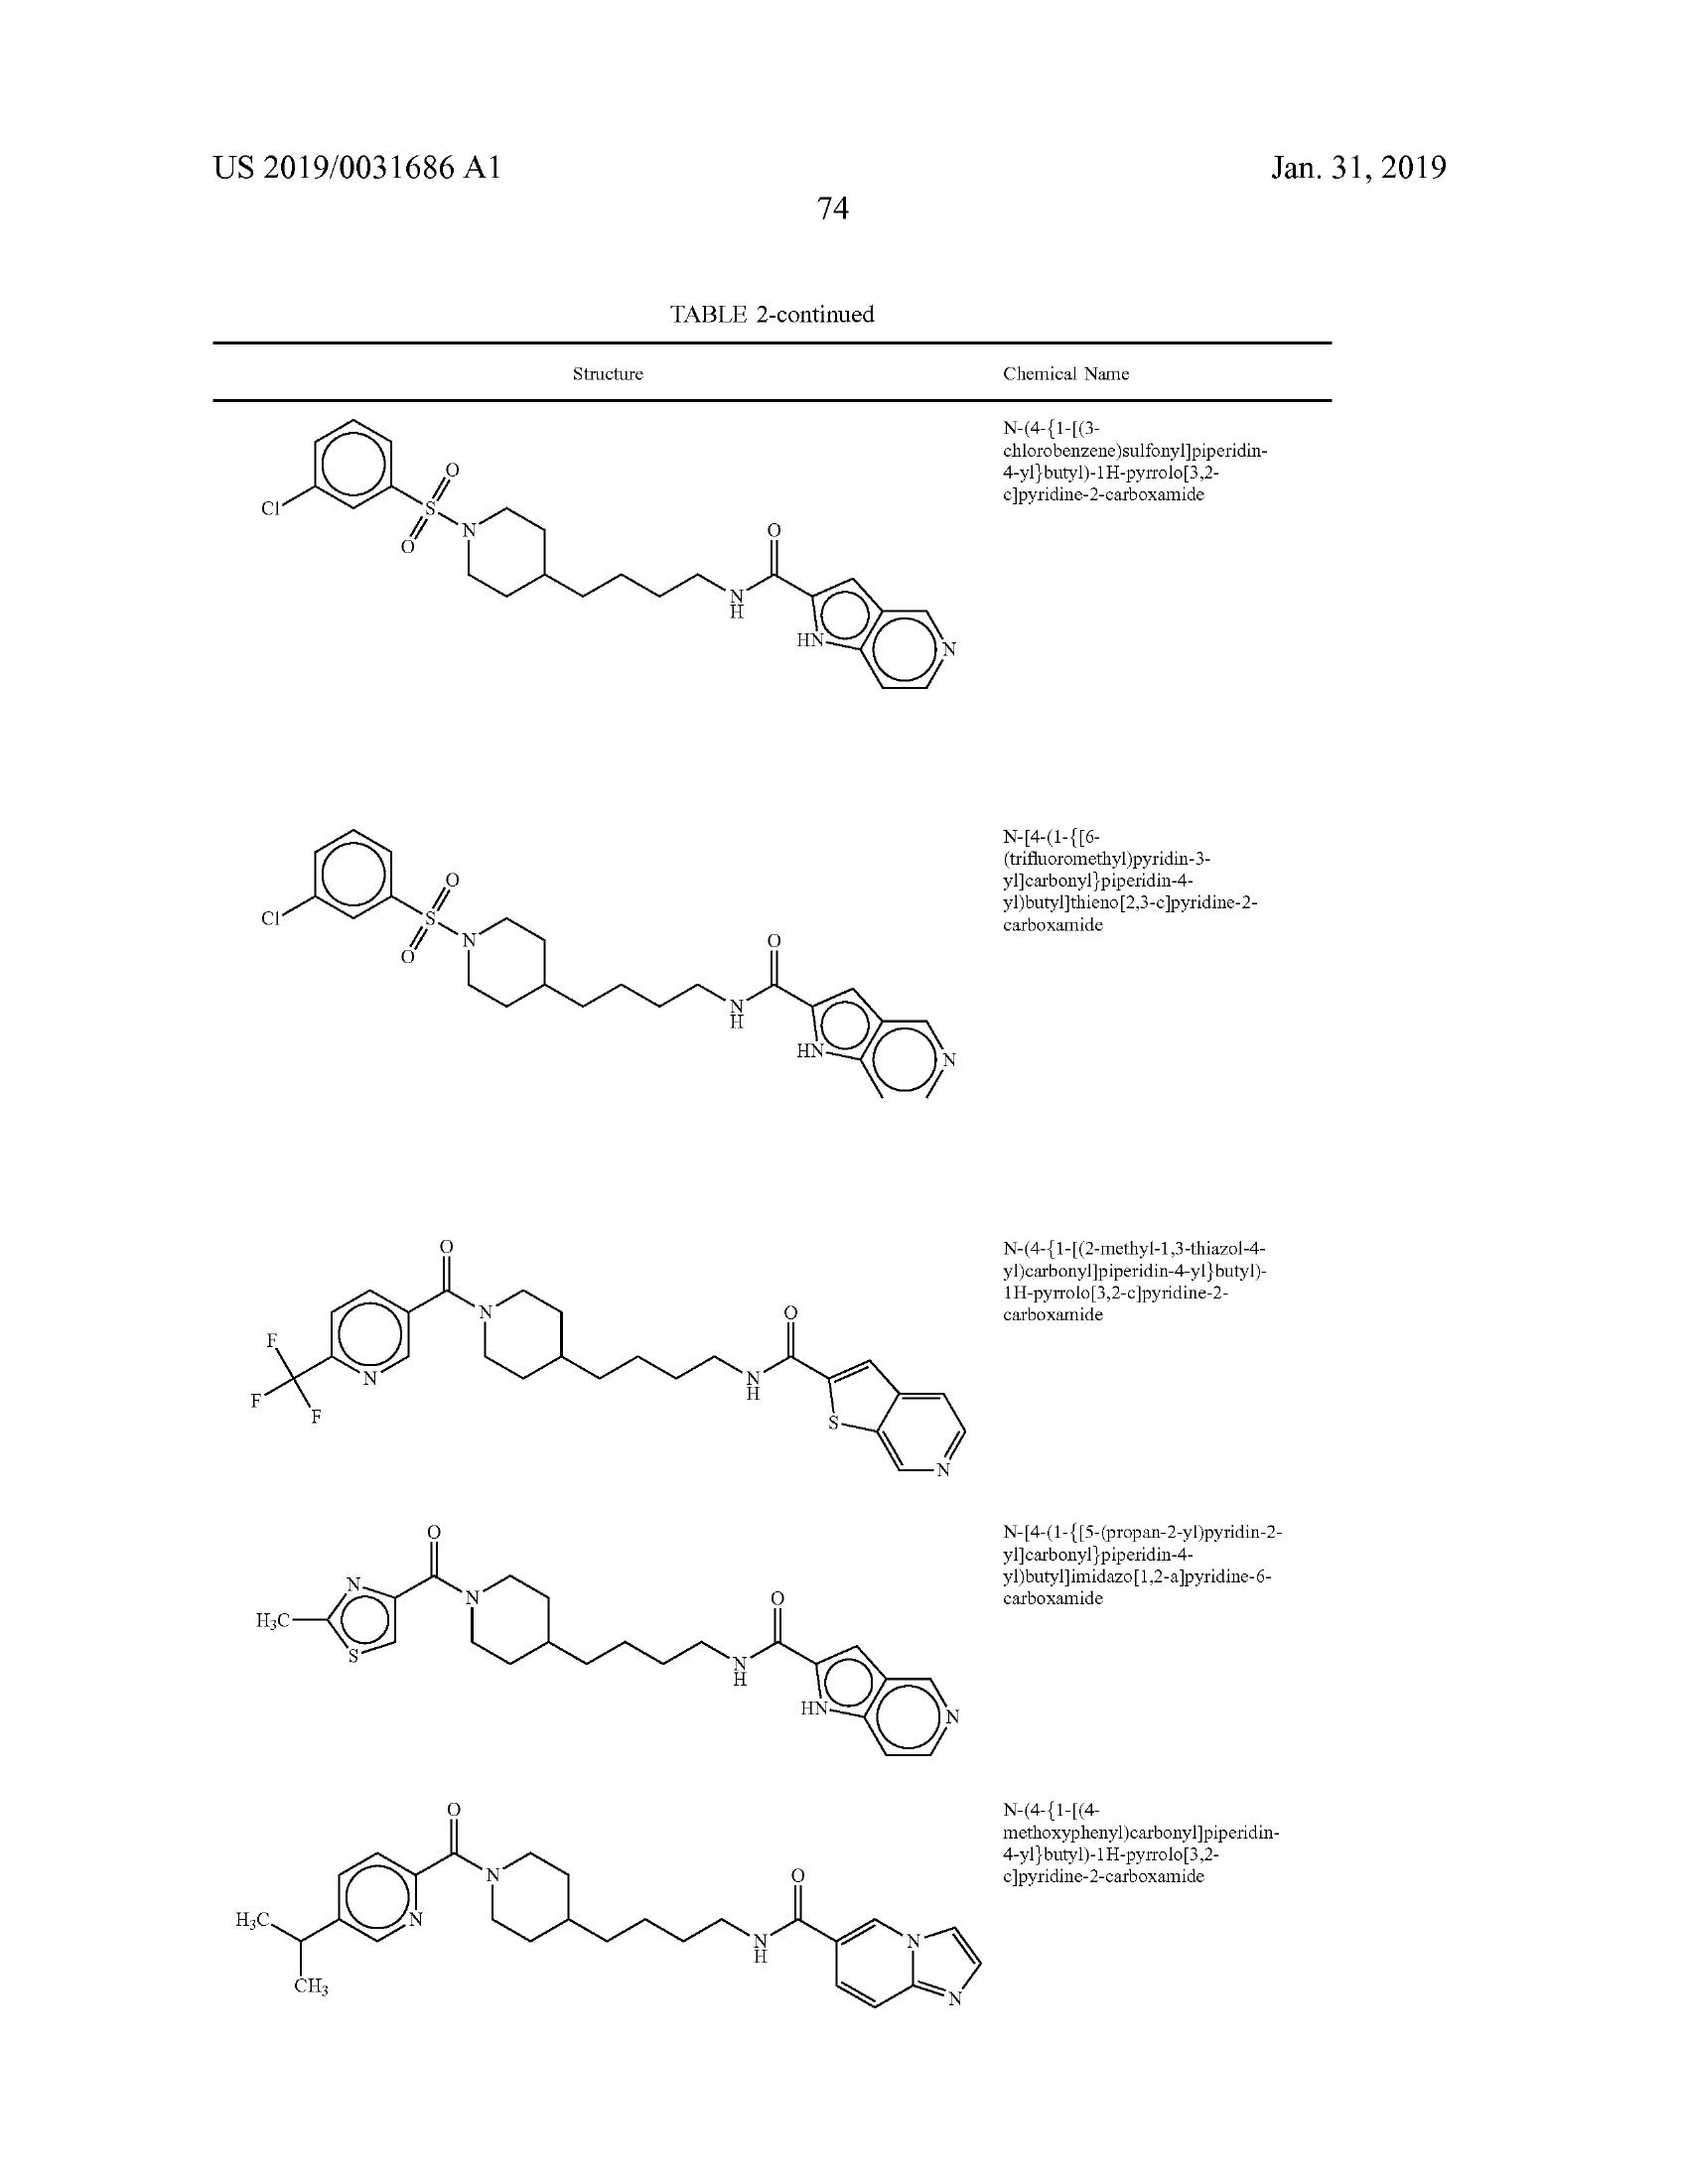 US 2019/0031686 A1
Jan. 31, 2019
74
TABLE 2-continued
Structure
Chemical Name
N-(4-{1-[(3-
chlorobenzene)sulfonyl]piperidin-
4-yl}butyl)-1H-pyrrolo[3,2-
c]pyridine-2-carboxamide
O
Cl
S
O
N
O
N
H
HN
N
N-[4-(1-{[6-
(trifluoromethyl)pyridin-3-
yl]carbonyl}piperidin-4-
yl)butyl]thieno[2,3-c]pyridine-2-
carboxamide
O
Cl
S
O
N
O
N
H
HN
N
N-(4-{1-[(2-methyl-1,3-thiazol-4-
yl)carbonyl]piperidin-4-yl}butyl)-
1H-pyrrolo[3,2-c]pyridine-2-
carboxamide
O
N
F
F
F
N
O
N
H
S
N
N-[4-(1-{[5-(propan-2-yl)pyridin-2-
yl]carbonyl}piperidin-4-
yl)butyl]imidazo[1,2-a]pyridine-6-
carboxamide
O
N
N
H3C
S
O
N
H
HN
N
N-(4-{1-[(4-
methoxyphenyl)carbonyl]piperidin-
4-yl}butyl)-1H-pyrrolo[3,2-
c]pyridine-2-carboxamide
O
N
N
H3C
CH3
O
N
H
N
N